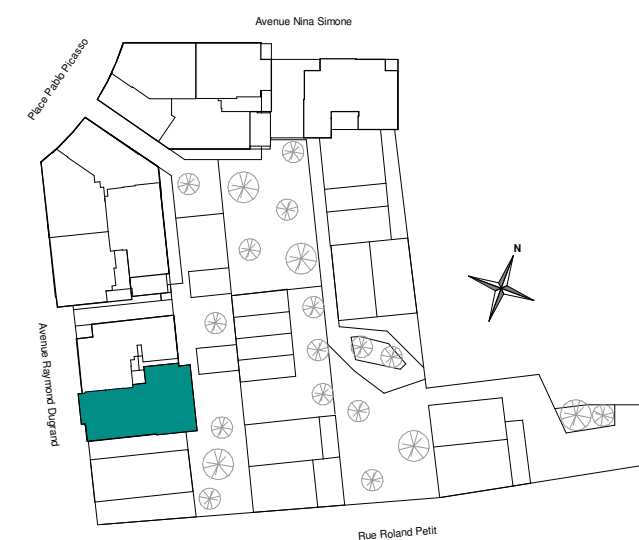 Avenue Nina Simone
Place Pablo Picasso
N
Avenue Raymond Dugrand
Rue Roland Petit